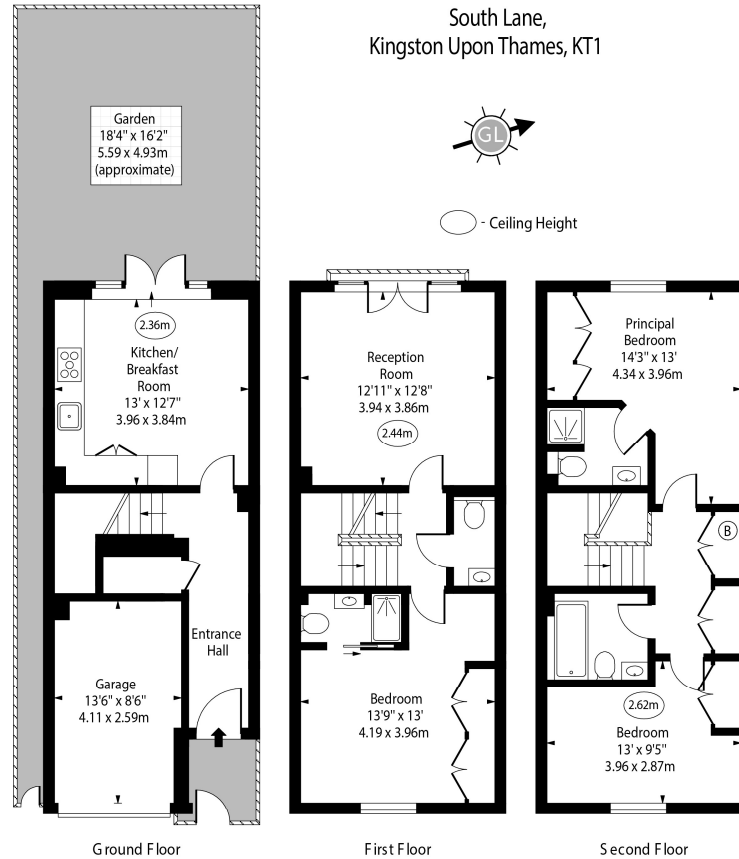 South Lane,
Kingston Upon Thames, KT1
GL
- Ceiling Height
Garden
18'4" x 16'2"
5.59 x 4.93m
(approximate)
2.36m
Kitchen/
Breakfast
Room
13' x 12'7"
3.96 x 3.84m
Entrance
Hall
Garage
13'6" x 8'6"
4.11 x 2.59m
Ground Floor
Reception
Room
12'11" x 12'8"
3.94 x 3.86m
2.44m
Bedroom
13'9" x 13'
4.19 x 3.96m
First Floor
Principal
Bedroom
14'3" x 13'
4.34 x 3.96m
B
2.62m
Bedroom
13' x 9'5"
3.96 x 2.87m
Second Floor